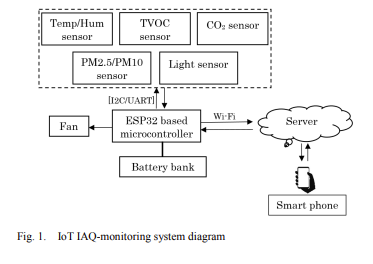 Temp/Hum
sensor
TVOC
sensor
CO₂ sensor
PM2.5/PM10
sensor
Light sensor
[I2C/UART]
Fan
ESP32 based
microcontroller
Wi-Fi
Server
Battery bank
Smart phone
Fig. 1. IoT IAQ-monitoring system diagram